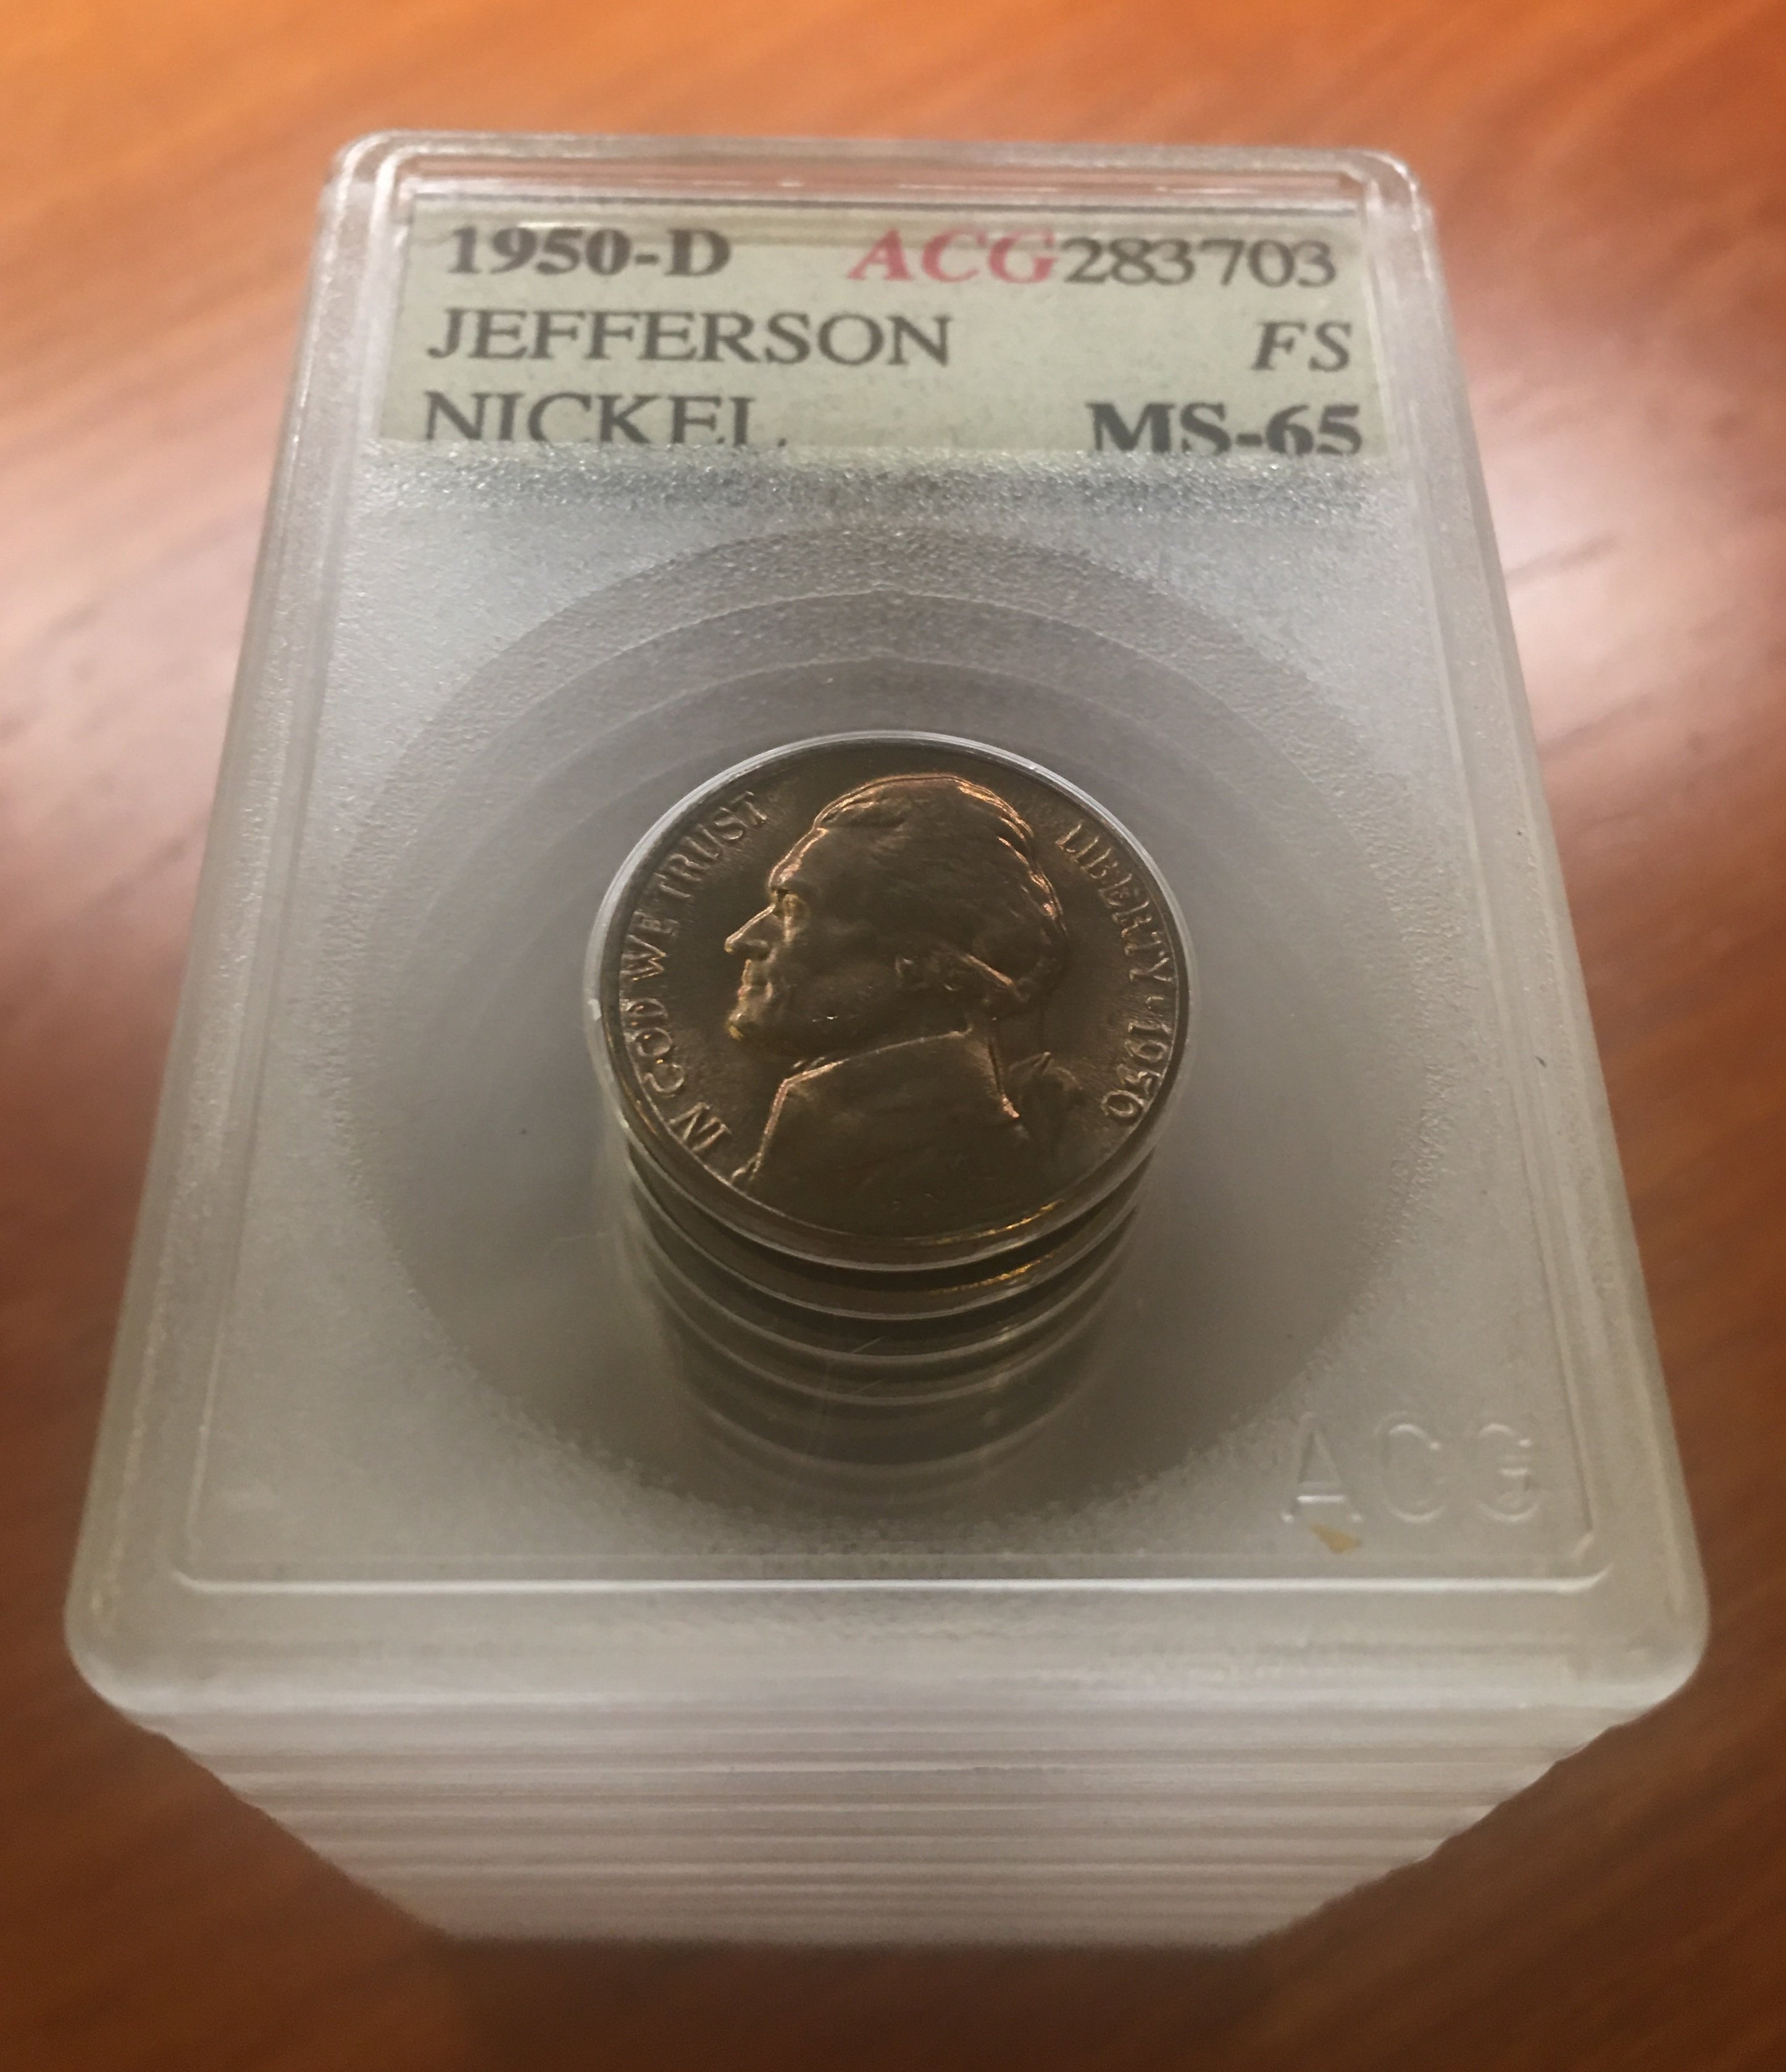 1950-D ACG283703
JEFFERSON FS
NICKEL MS-65
IN GOD WE TRUST
LIBERTY 1950
ACG